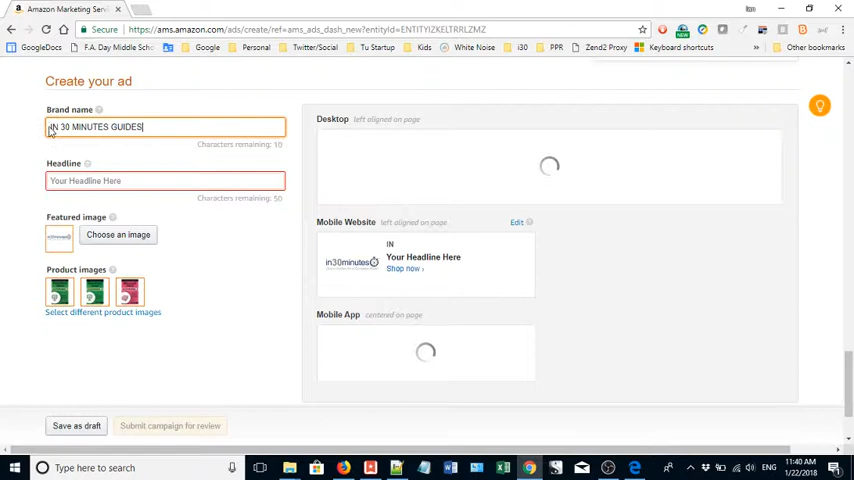 Amazon Marketing Serv
Ian
Secure
https://ams.amazon.com/ads/create/ref=ams_ads_dash_new?entityId=ENTITYIZKELTRRLZMZ
GoogleDocs
F.A. Day Middle Scho
Google
Personal
Twitter/Social
Tu Startup
Kids
White Noise
i30
PPR
Zend2 Proxy
Keyboard shortcuts
Other bookmarks
Create your ad
Brand name
IN 30 MINUTES GUIDES
Characters remaining: 10
Headline
Your Headline Here
Characters remaining: 50
Featured image
Choose an image
Product images
Select different product images
Desktop left aligned on page
Mobile Website left aligned on page
Edit
in30minutes
IN
Your Headline Here
Shop now ›
Mobile App centered on page
Save as draft
Submit campaign for review
Type here to search
ENG
11:40 AM
1/22/2018